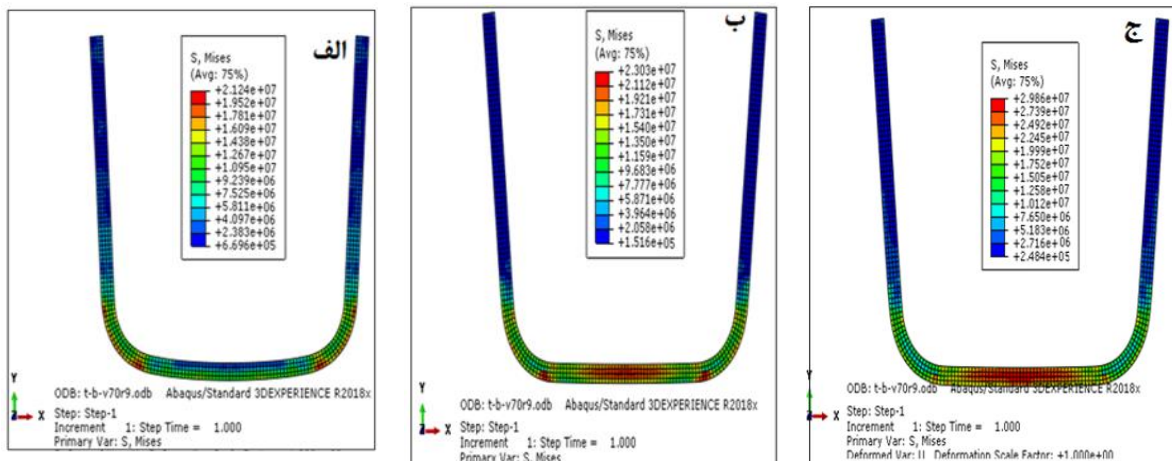 الف
S, Mises
(Avg: 75%)
+2.124e+07
+1.952e+07
+1.781e+07
+1.609e+07
+1.438e+07
+1.267e+07
+1.095e+07
+9.239e+06
+7.525e+06
+5.811e+06
+4.097e+06
+2.383e+06
+6.696e+05
Y
X
ODB: t-b-v70r9.odb Abaqus/Standard 3DEXPERIENCE R2018x
Step: Step-1
Increment 1: Step Time = 1.000
Primary Var: S, Mises
ب
S, Mises
(Avg: 75%)
+2.303e+07
+2.112e+07
+1.921e+07
+1.731e+07
+1.540e+07
+1.350e+07
+1.159e+07
+9.683e+06
+7.777e+06
+5.871e+06
+3.964e+06
+2.058e+06
+1.516e+05
Y
X
ODB: t-b-v70r9.odb Abaqus/Standard 3DEXPERIENCE R2018x
Step: Step-1
Increment 1: Step Time = 1.000
Primary Var: S, Mises
ج
S, Mises
(Avg: 75%)
+2.986e+07
+2.739e+07
+2.492e+07
+2.245e+07
+1.999e+07
+1.752e+07
+1.505e+07
+1.258e+07
+1.012e+07
+7.650e+06
+5.183e+06
+2.716e+06
+2.484e+05
Y
X
ODB: t-b-v70r9.odb Abaqus/Standard 3DEXPERIENCE R2018x
Step: Step-1
Increment 1: Step Time = 1.000
Primary Var: S, Mises
Deformed Var: U Deformation Scale Factor: +1.000e+00